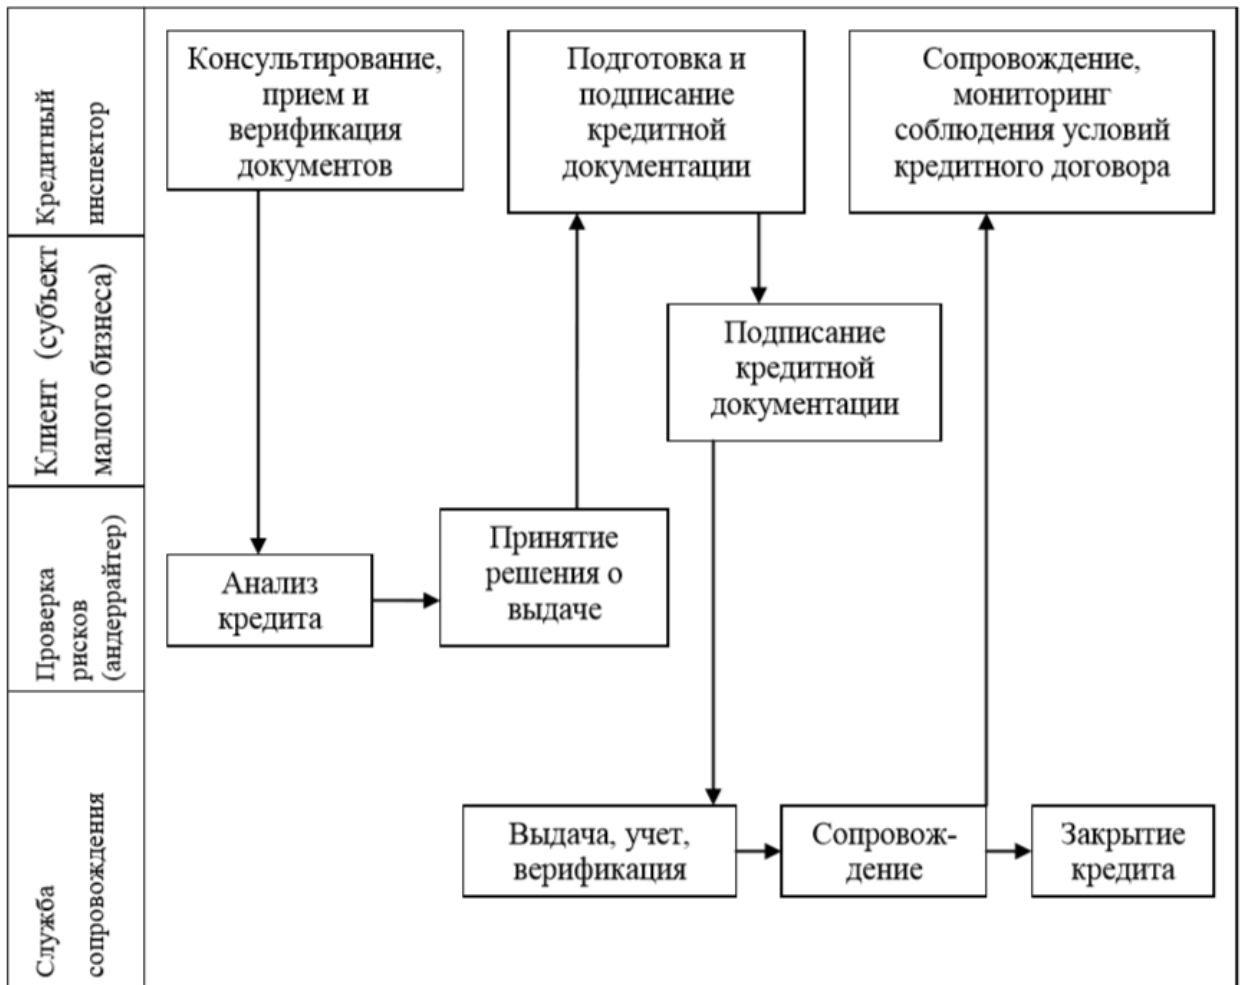 Кредитный
инспектор
Консультирование,
прием и
верификация
документов
Подготовка и
подписание
кредитной
документации
Сопровождение,
мониторинг
соблюдения условий
кредитного договора
Клиент (субъект
малого бизнеса)
Подписание
кредитной
документации
Проверка
рисков
(андеррайтер)
Анализ
кредита
Принятие
решения о
выдаче
Служба
сопровождения
Выдача, учет,
верификация
Сопровож-
дение
Закрытие
кредита